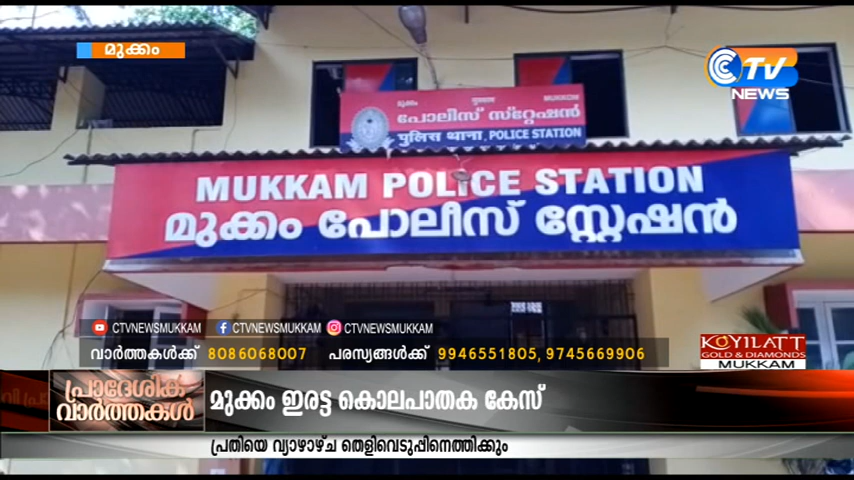 മുക്കം
CTV
NEWS
മുക്കം MUKKOM
പോലീസ് സ്റ്റേഷൻ
पुलिस थाना, POLICE STATION
MUKKAM POLICE STATION
മുക്കം പോലീസ് സ്റ്റേഷൻ
CTVNEWSMUKKAM CTVNEWSMUKKAM CTVNEWSMUKKAM
വാർത്തകൾക്ക് 8086068007 പരസ്യങ്ങൾക്ക് 9946551805, 9745669906
KOYILATT
GOLD & DIAMONDS
MUKKAM
പ്രാദേശിക
വാർത്തകൾ
മുക്കം ഇരട്ട കൊലപാതക കേസ്
പ്രതിയെ വ്യാഴാഴ്ച തെളിവെടുപ്പിനെത്തിക്കും